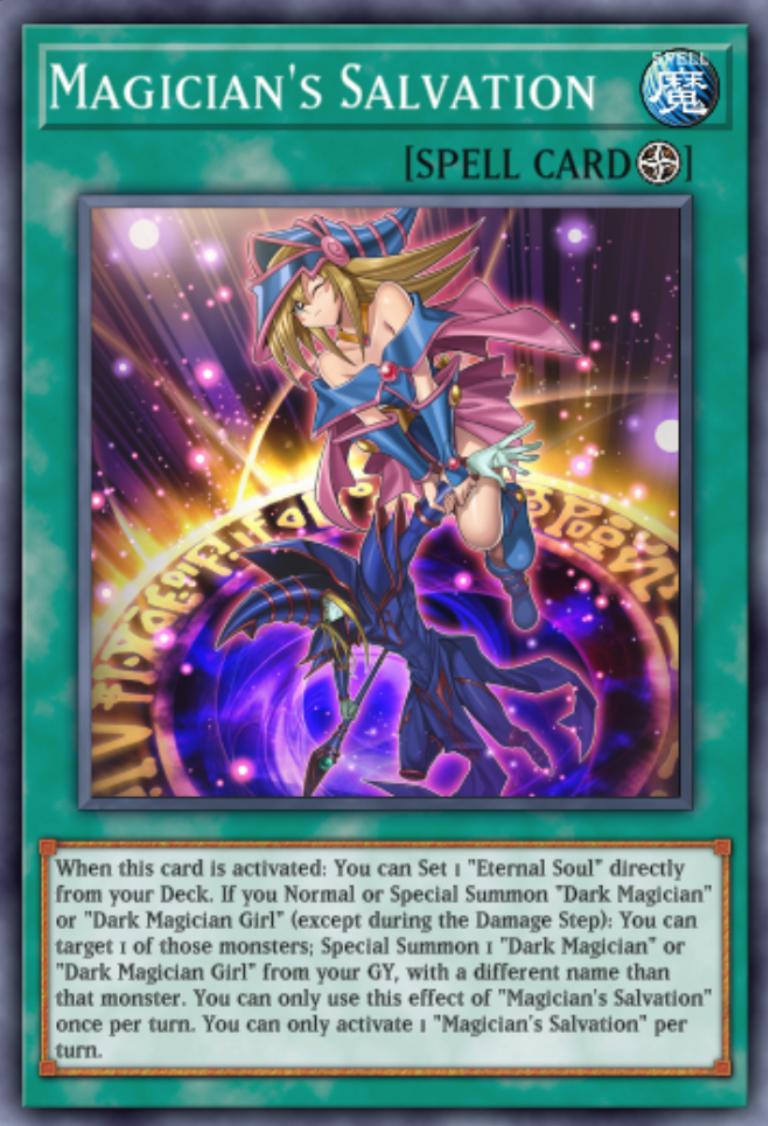 Magician's Salvation
SPELL
魔
[SPELL CARD]
When this card is activated: You can Set 1 "Eternal Soul" directly
from your Deck. If you Normal or Special Summon "Dark Magician"
or "Dark Magician Girl" (except during the Damage Step): You can
target 1 of those monsters; Special Summon 1 "Dark Magician" or
"Dark Magician Girl" from your GY, with a different name than
that monster. You can only use this effect of "Magician's Salvation"
once per turn. You can only activate 1 "Magician's Salvation" per
turn.